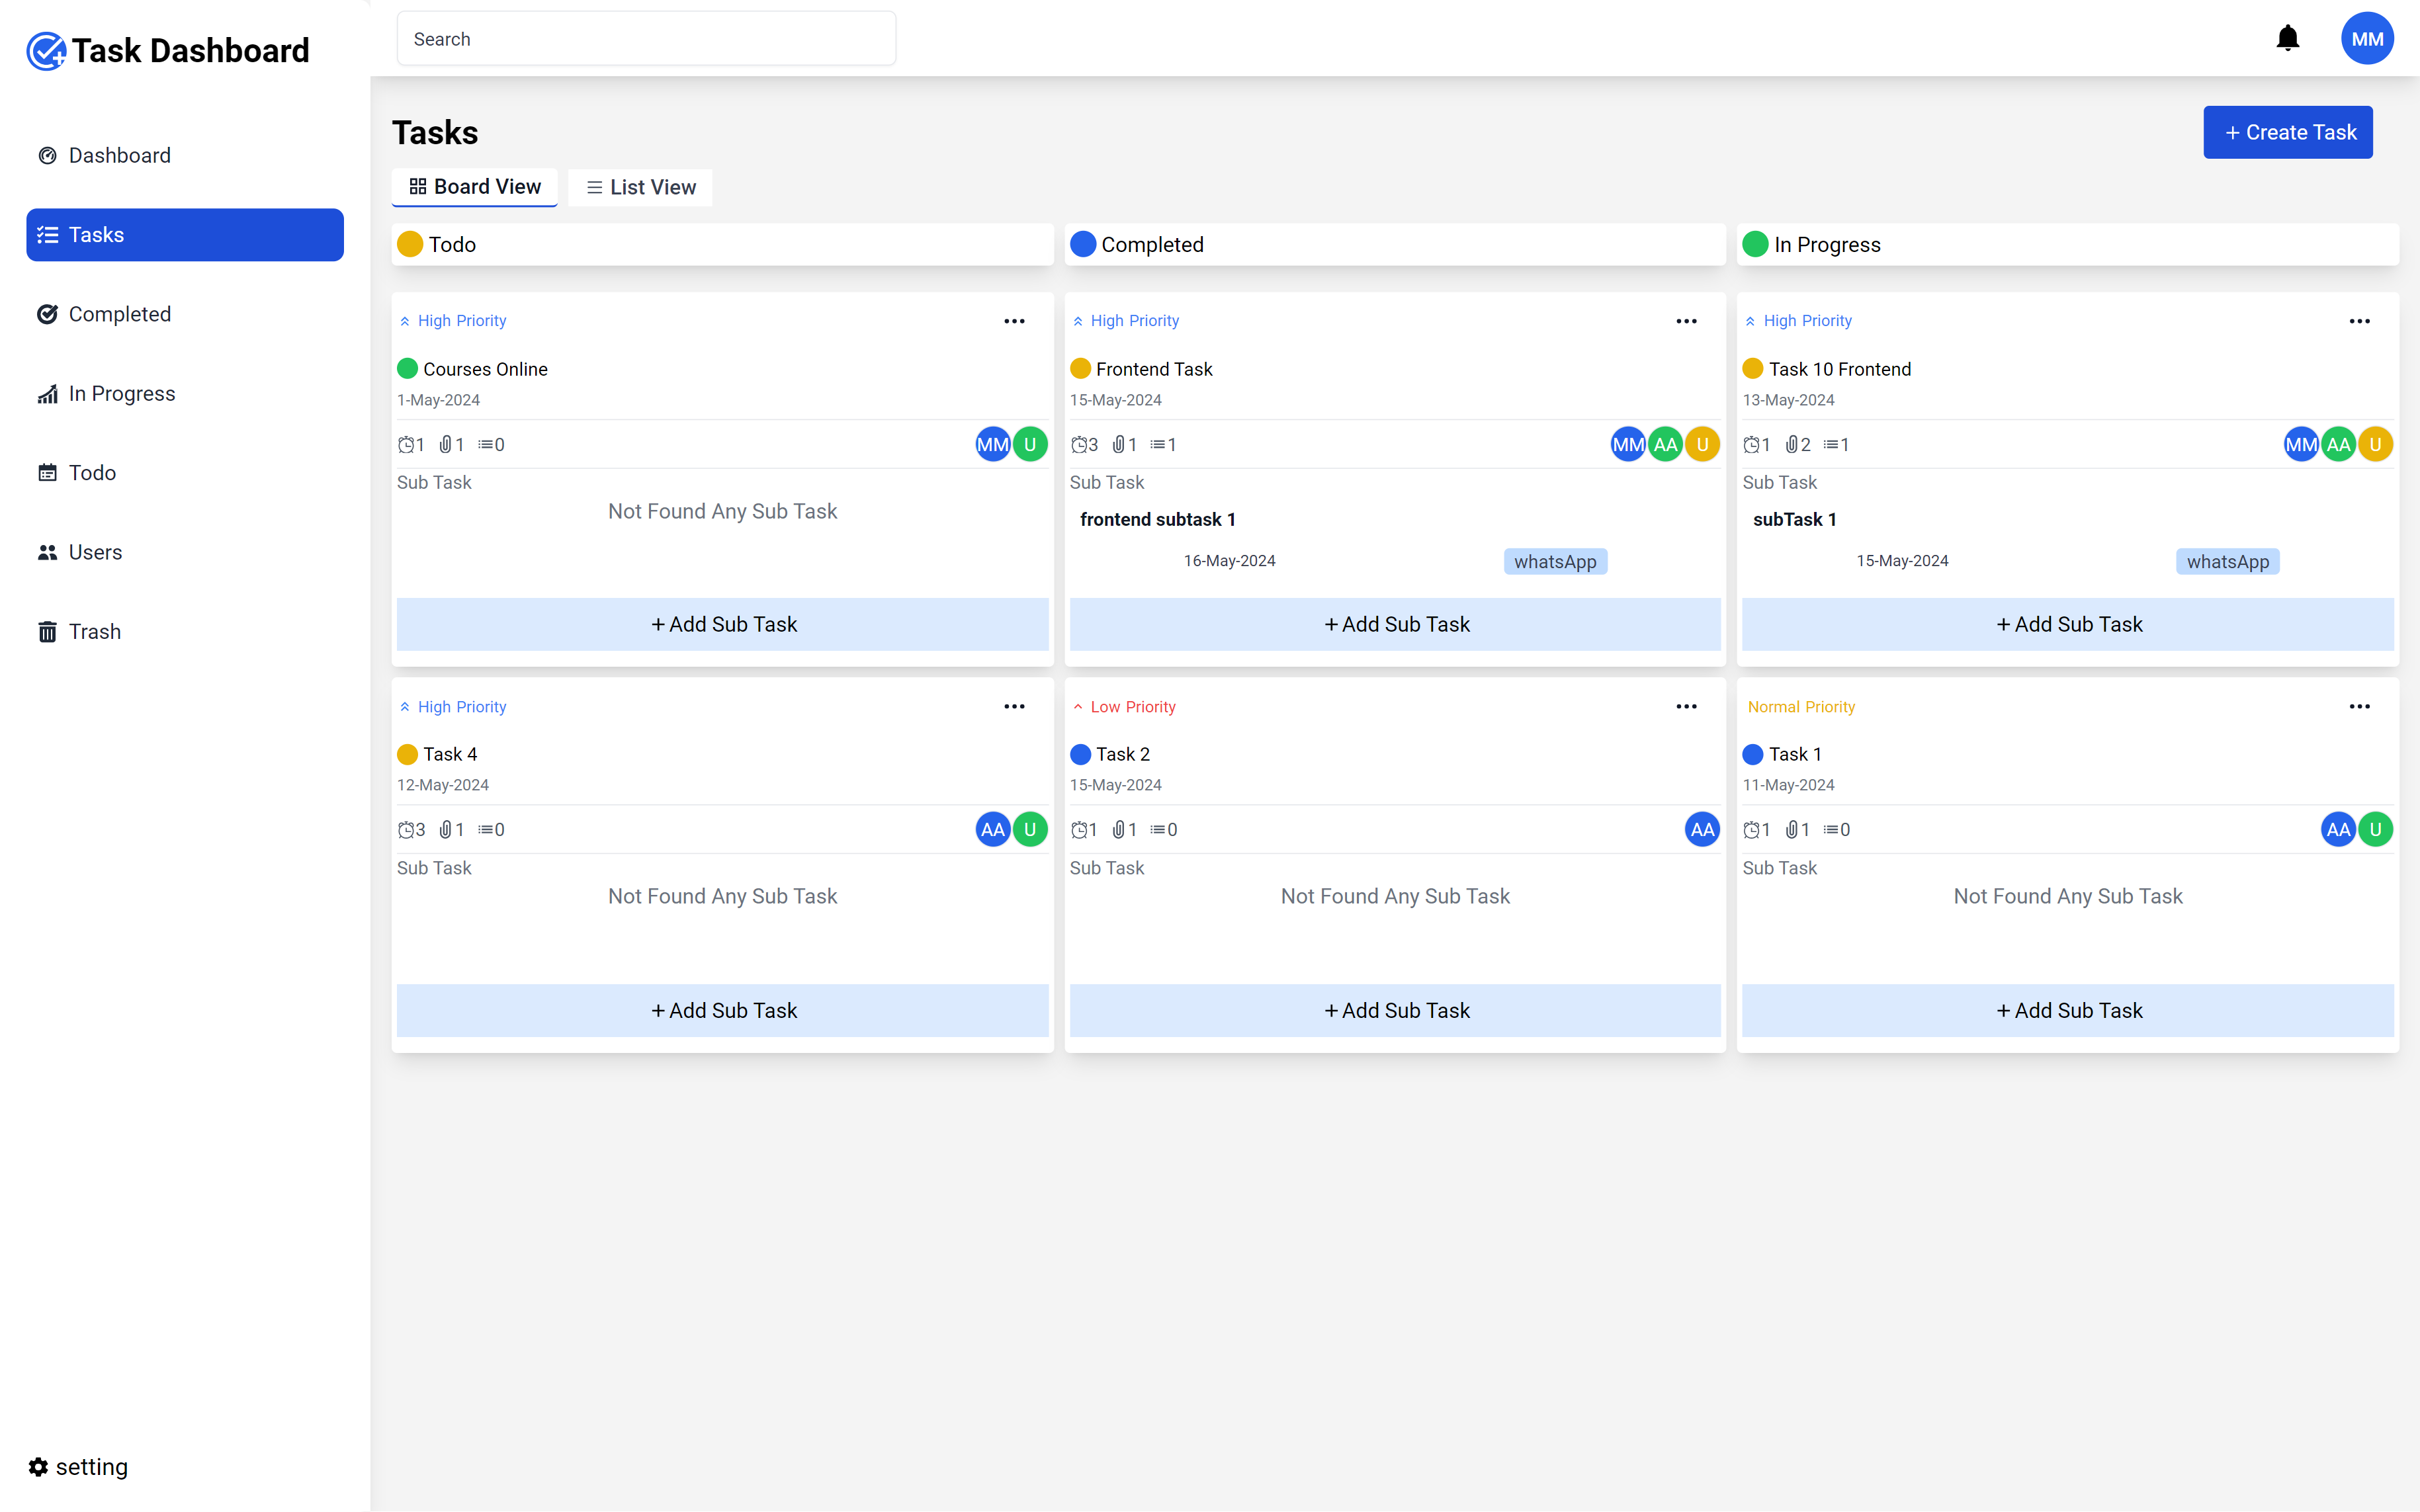 Task Dashboard
Search
MM
Dashboard
Tasks
Completed
In Progress
Todo
Users
Trash
setting
Tasks
+ Create Task
Board View
List View
Todo
Completed
In Progress
High Priority
Courses Online
1-May-2024
1 1 0
MM U
Sub Task
Not Found Any Sub Task
+ Add Sub Task
High Priority
Frontend Task
15-May-2024
3 1 1
MM AA U
Sub Task
frontend subtask 1
16-May-2024 whatsApp
+ Add Sub Task
High Priority
Task 10 Frontend
13-May-2024
1 2 1
MM AA U
Sub Task
subTask 1
15-May-2024 whatsApp
+ Add Sub Task
High Priority
Task 4
12-May-2024
3 1 0
AA U
Sub Task
Not Found Any Sub Task
+ Add Sub Task
Low Priority
Task 2
15-May-2024
1 1 0
AA
Sub Task
Not Found Any Sub Task
+ Add Sub Task
Normal Priority
Task 1
11-May-2024
1 1 0
AA U
Sub Task
Not Found Any Sub Task
+ Add Sub Task